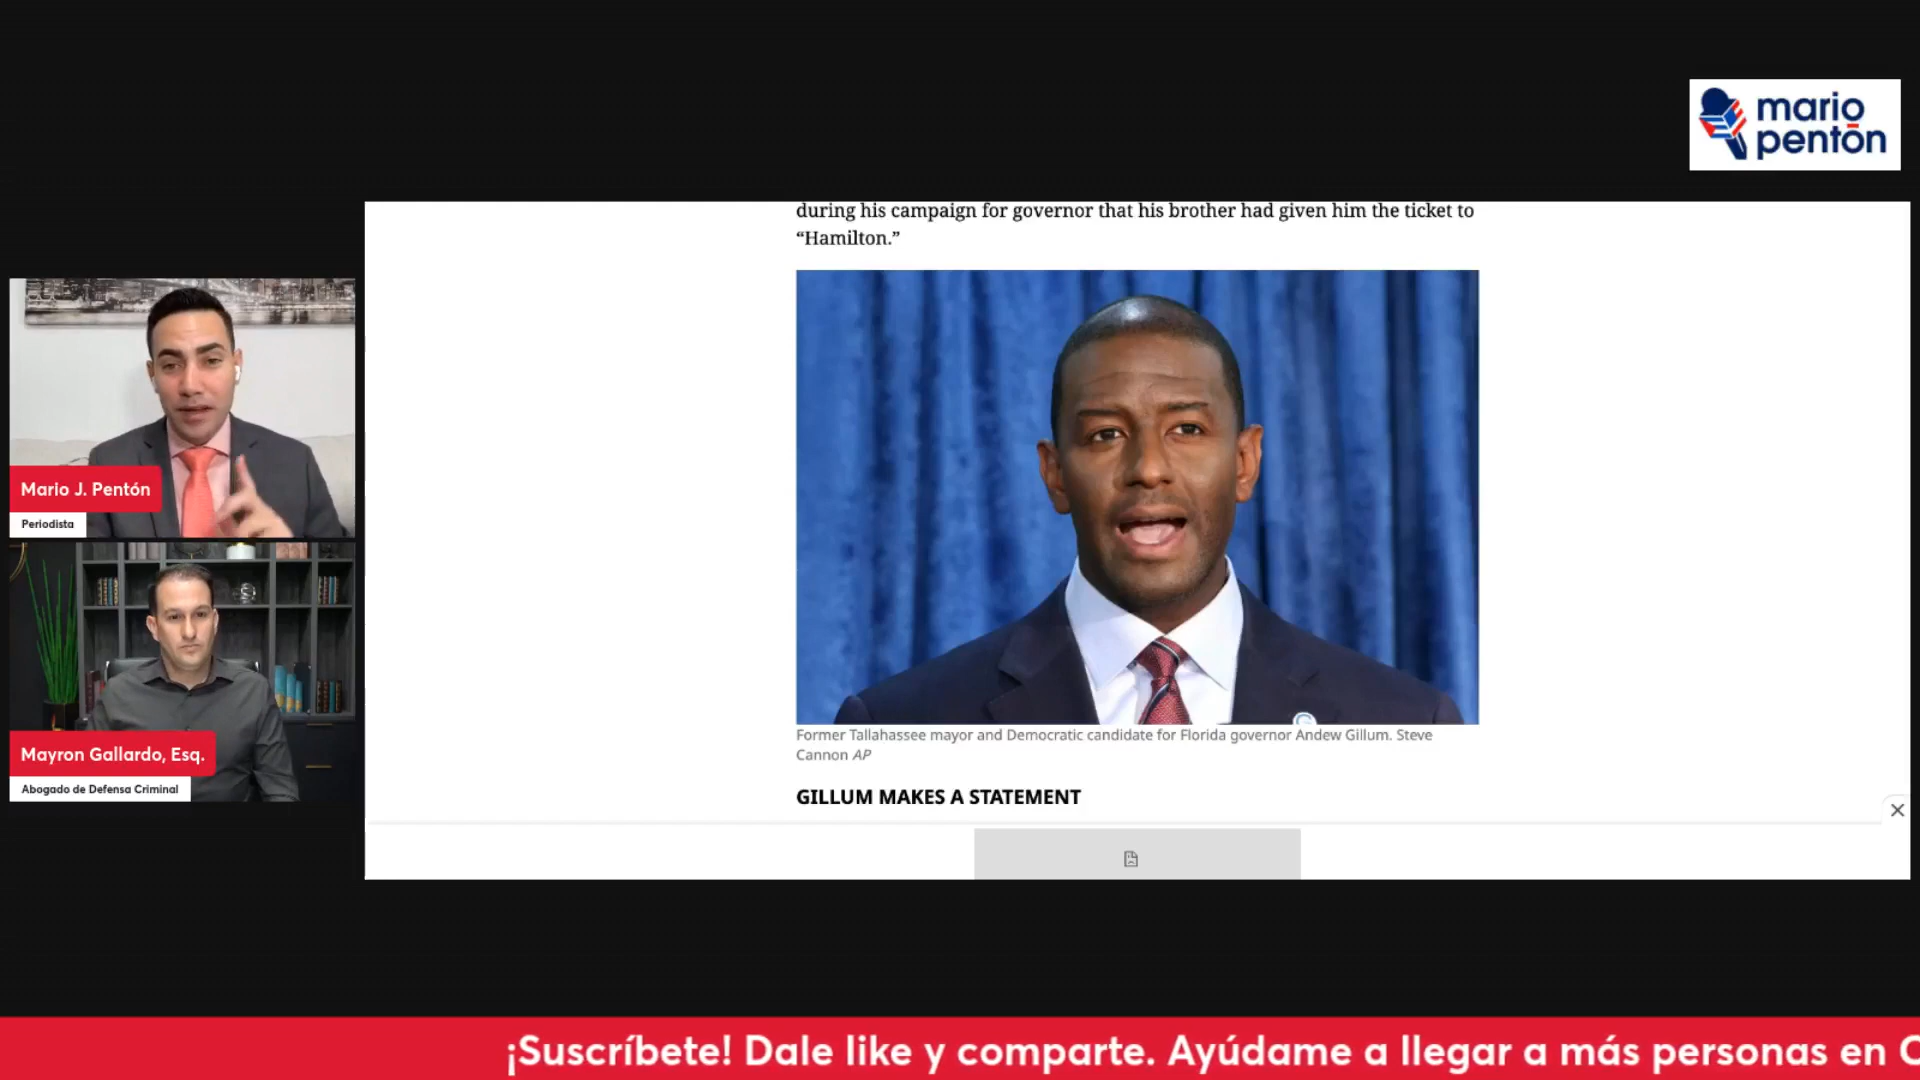 mario
pentón
during his campaign for governor that his brother had given him the ticket to
“Hamilton.”
Mario J. Pentón
Periodista
Mayron Gallardo, Esq.
Abogado de Defensa Criminal
Former Tallahassee mayor and Democratic candidate for Florida governor Andew Gillum. Steve
Cannon AP
GILLUM MAKES A STATEMENT
¡Suscríbete! Dale like y comparte. Ayúdame a llegar a más personas en